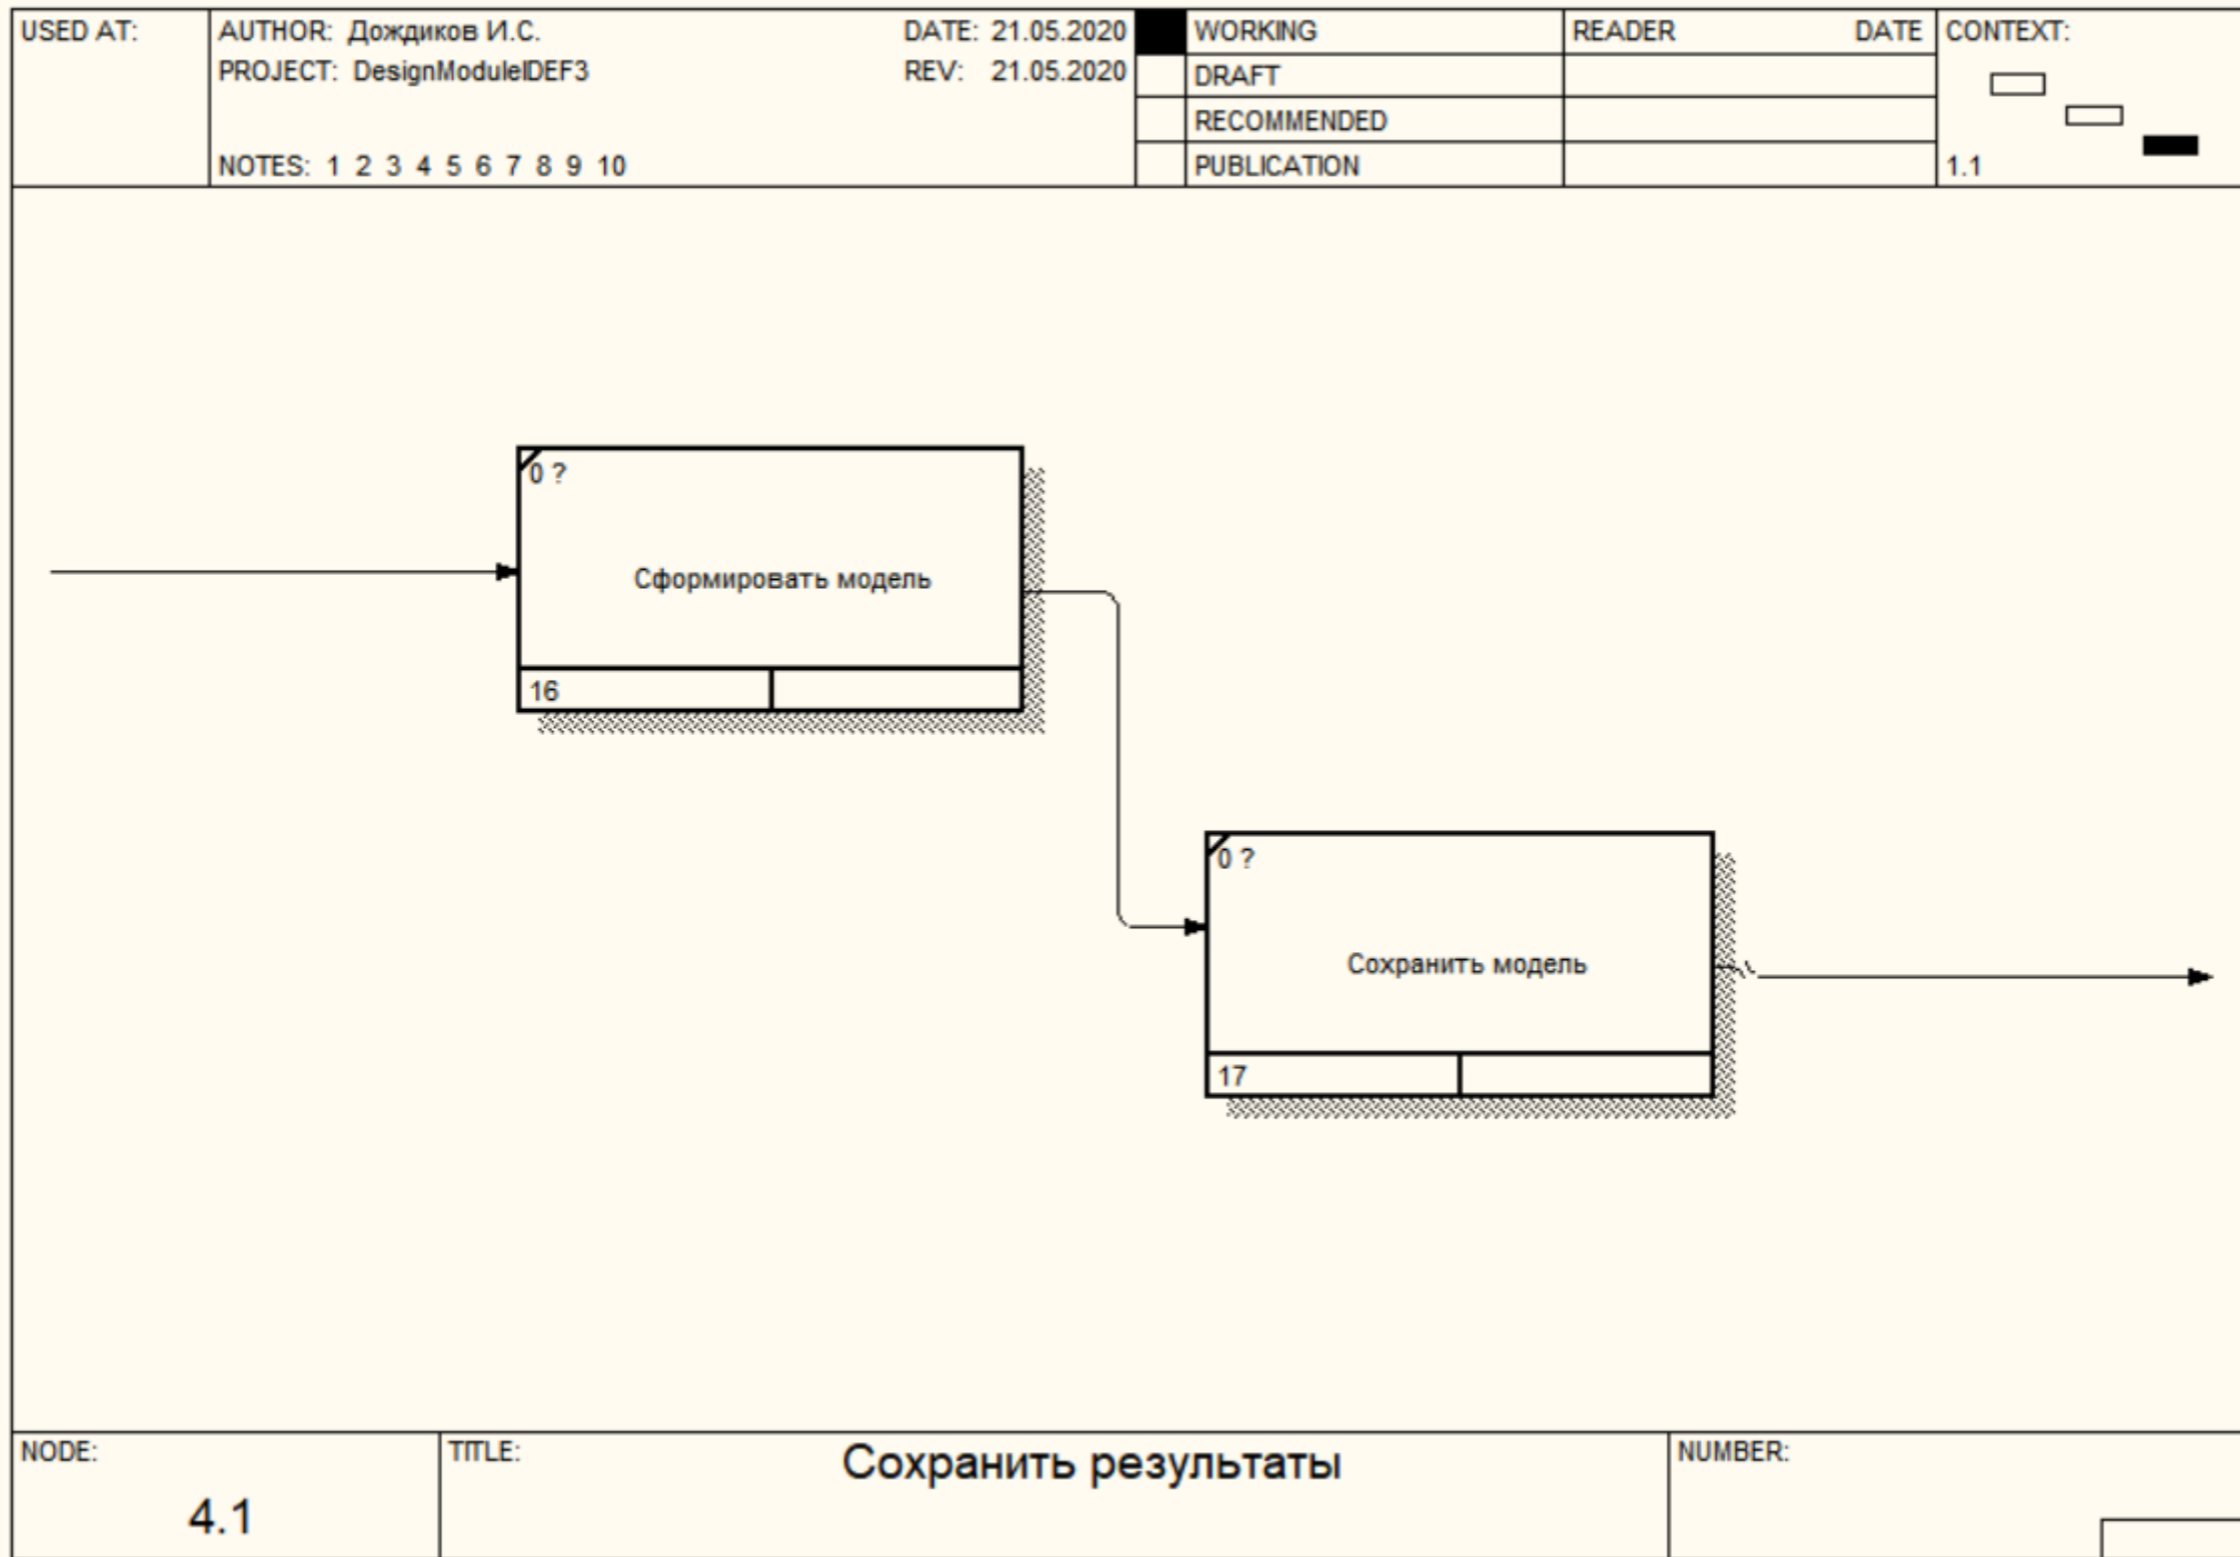 USED AT:
AUTHOR: Дождиков И.С.
DATE: 21.05.2020
PROJECT: DesignModuleIDEF3
REV: 21.05.2020
NOTES: 1 2 3 4 5 6 7 8 9 10
WORKING
DRAFT
RECOMMENDED
PUBLICATION
READER DATE
CONTEXT:
1.1
0 ?
Сформировать модель
16
0 ?
Сохранить модель
17
NODE:
4.1
TITLE:
Сохранить результаты
NUMBER: